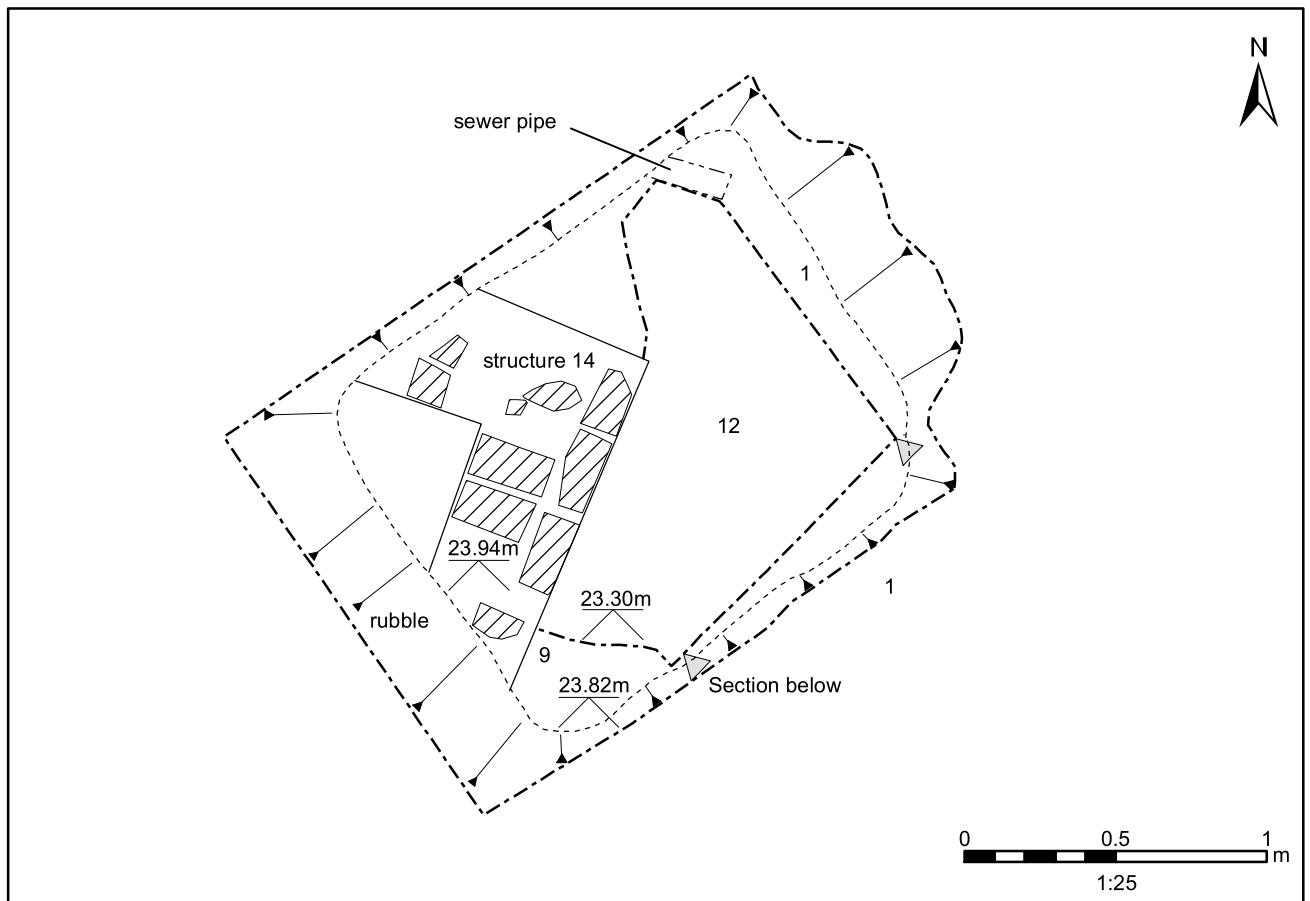 N
sewer pipe
1
structure 14
12
23.94m
1
23.30m
rubble
9
23.82m
Section below
0 0.5 1
m
1:25